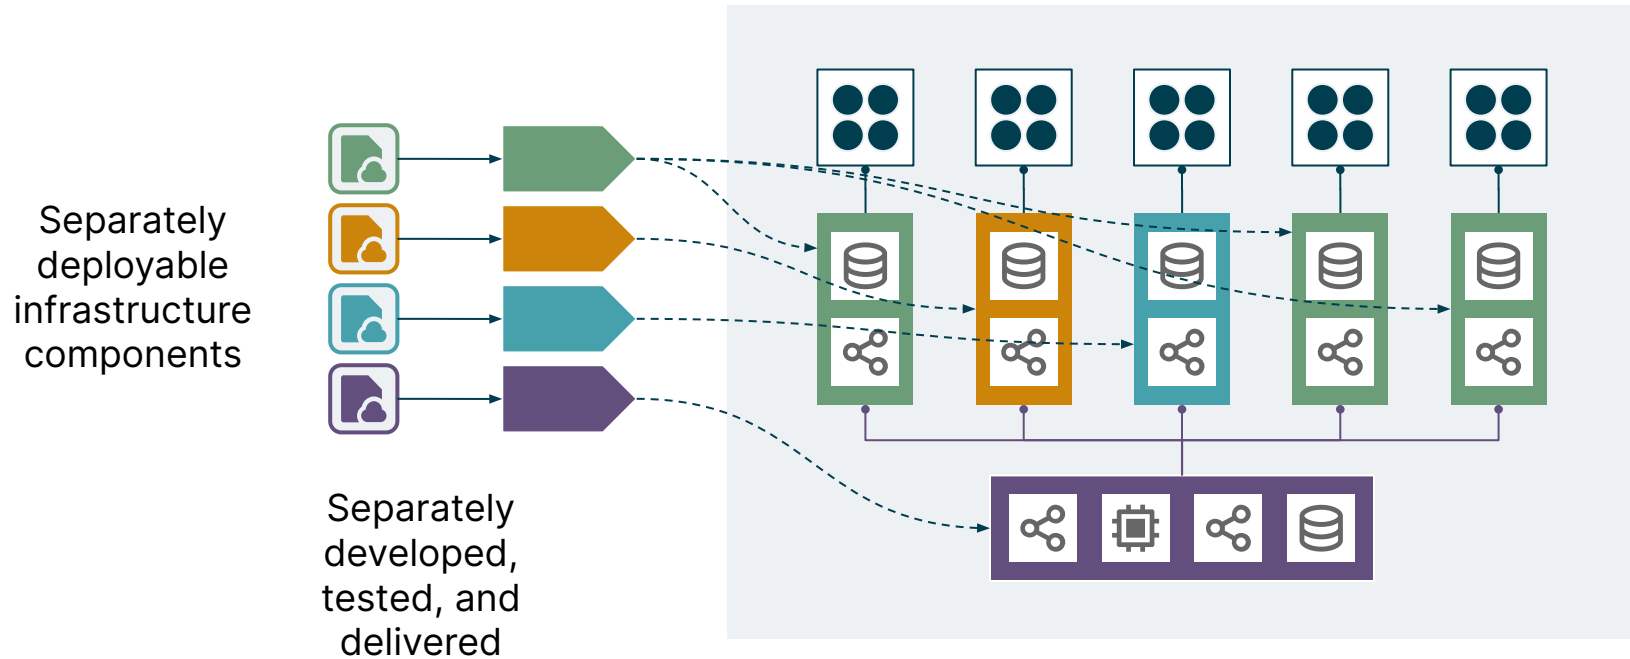 Separately
deployable
infrastructure
components
Separately
developed,
tested, and
delivered